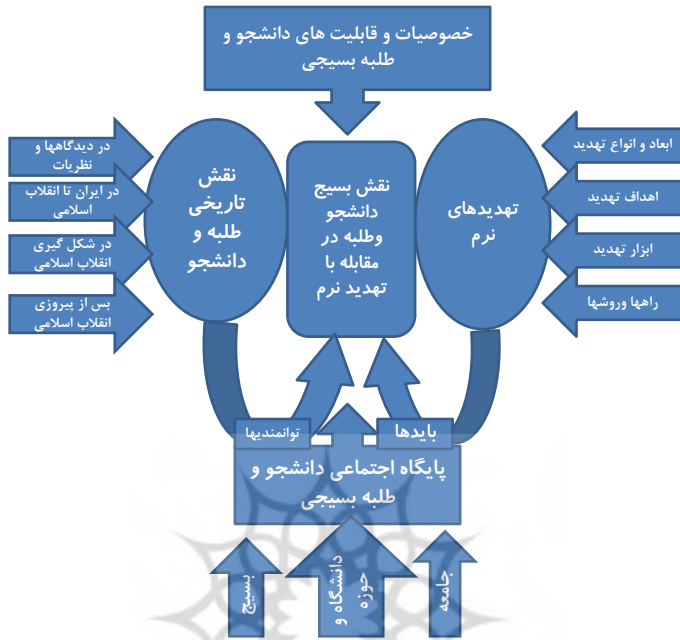 خصوصیات و قابلیت های دانشجو و
طلبه بسیجی
ابعاد و انواع تهدید
اهداف تهدید
ابزار تهدید
راهها وروشها
تهدیدهای
نرم
نقش بسیج
دانشجو
وطلبه در
مقابله با
تهدید نرم
نقش
تاریخی
طلبه و
دانشجو
در دیدگاهها و
نظریات
در ایران تا انقلاب
اسلامی
در شکل گیری
انقلاب اسلامی
بس از پیروزی
انقلاب اسلامی
بایدها
توانمندیها
پایگاه اجتماعی دانشجو و
طلبه بسیجی
جامعه
دانشگاه و
حوزه
بسیج